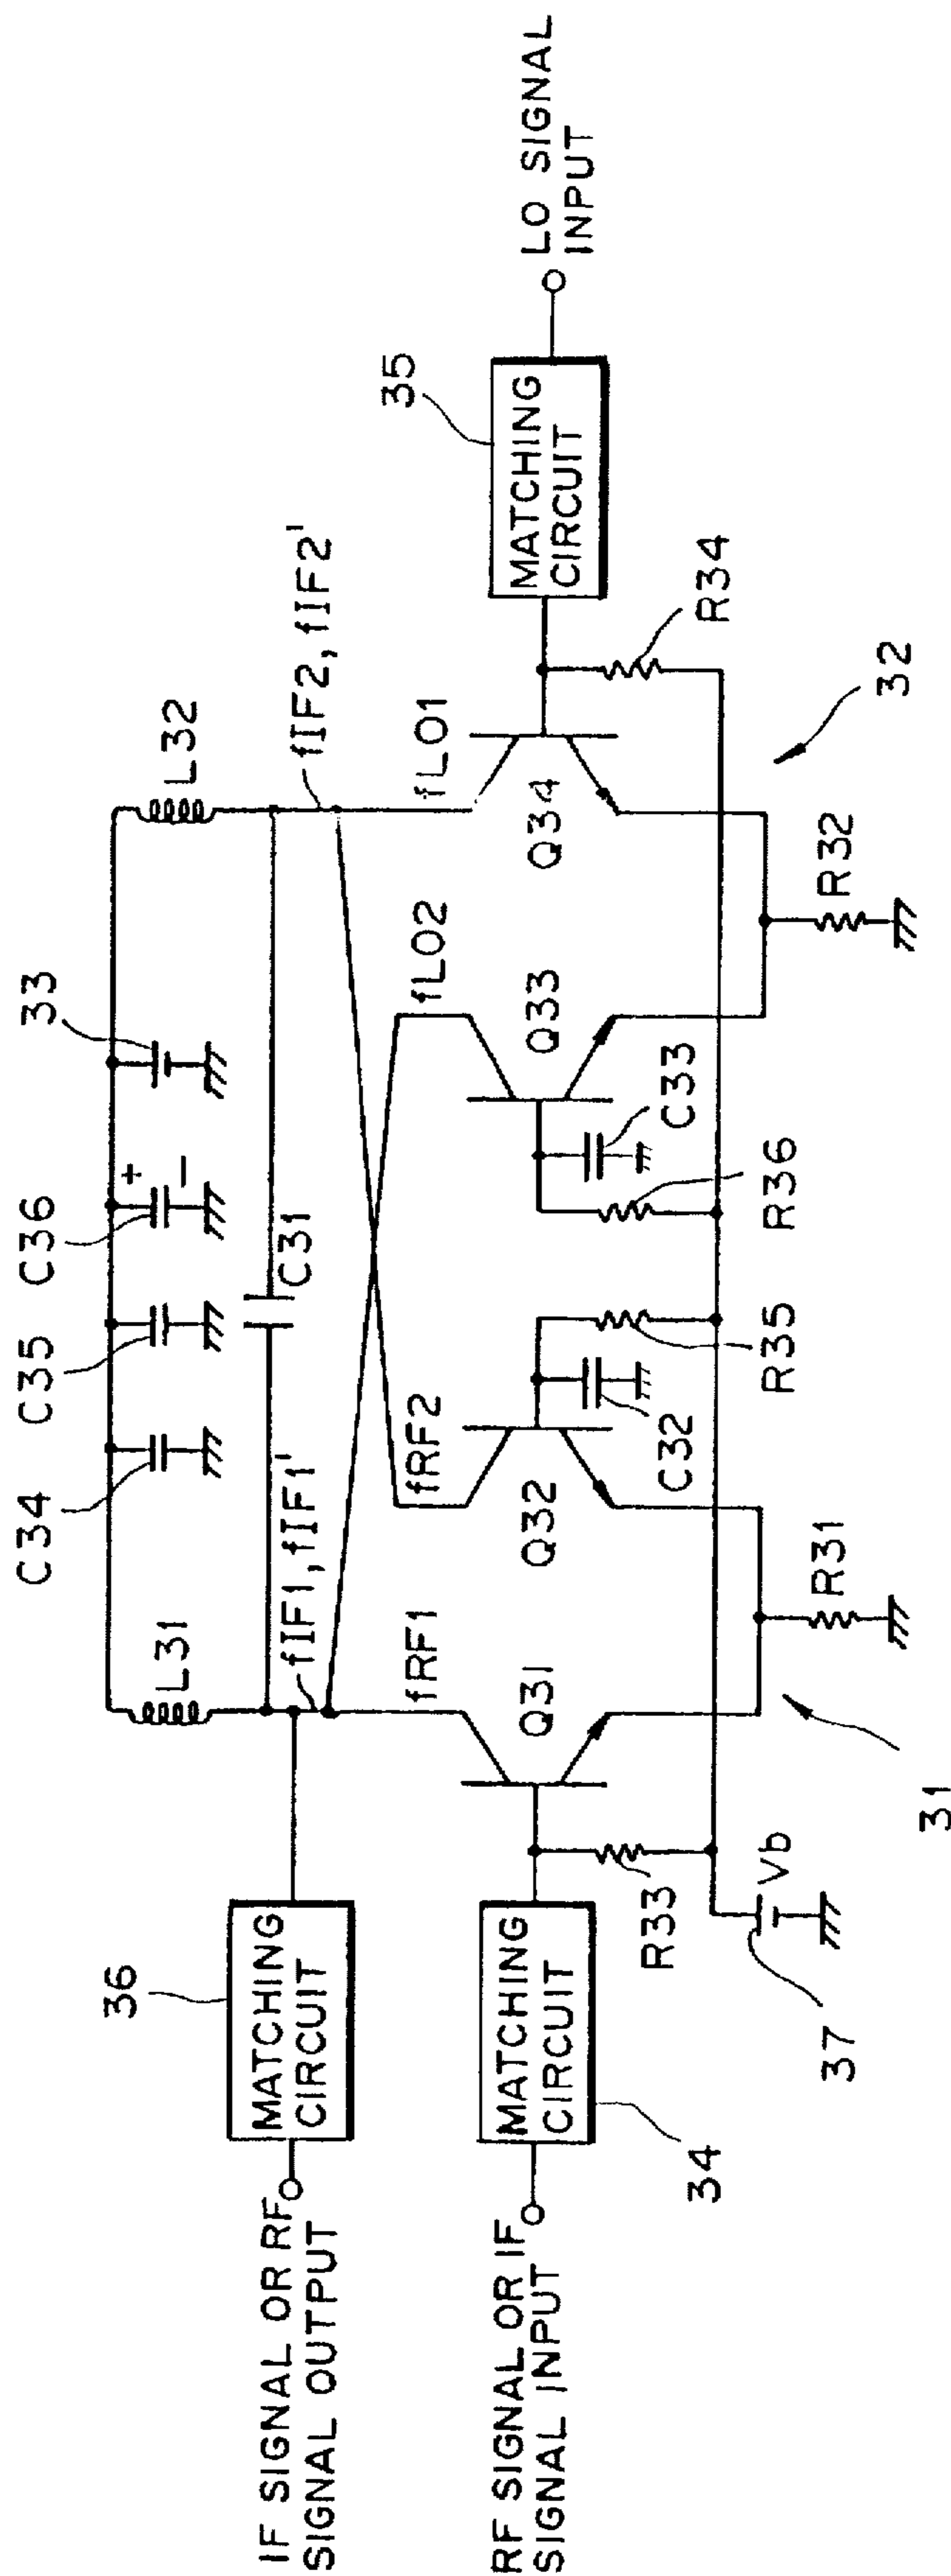 C34
C35
C36
33
+
−
L31
L32
36
MATCHING
CIRCUIT
IF SIGNAL OR RF
SIGNAL OUTPUT
fIF1, fIF1'
C31
fIF2, fIF2'
fRF1
fRF2
fLO2
fLO1
35
MATCHING
CIRCUIT
LO SIGNAL
INPUT
RF SIGNAL OR IF
SIGNAL INPUT
MATCHING
CIRCUIT
34
Q31
Q32
Q33
Q34
R33
C32
R35
R36
C33
R34
Vb
37
31
R31
R32
32